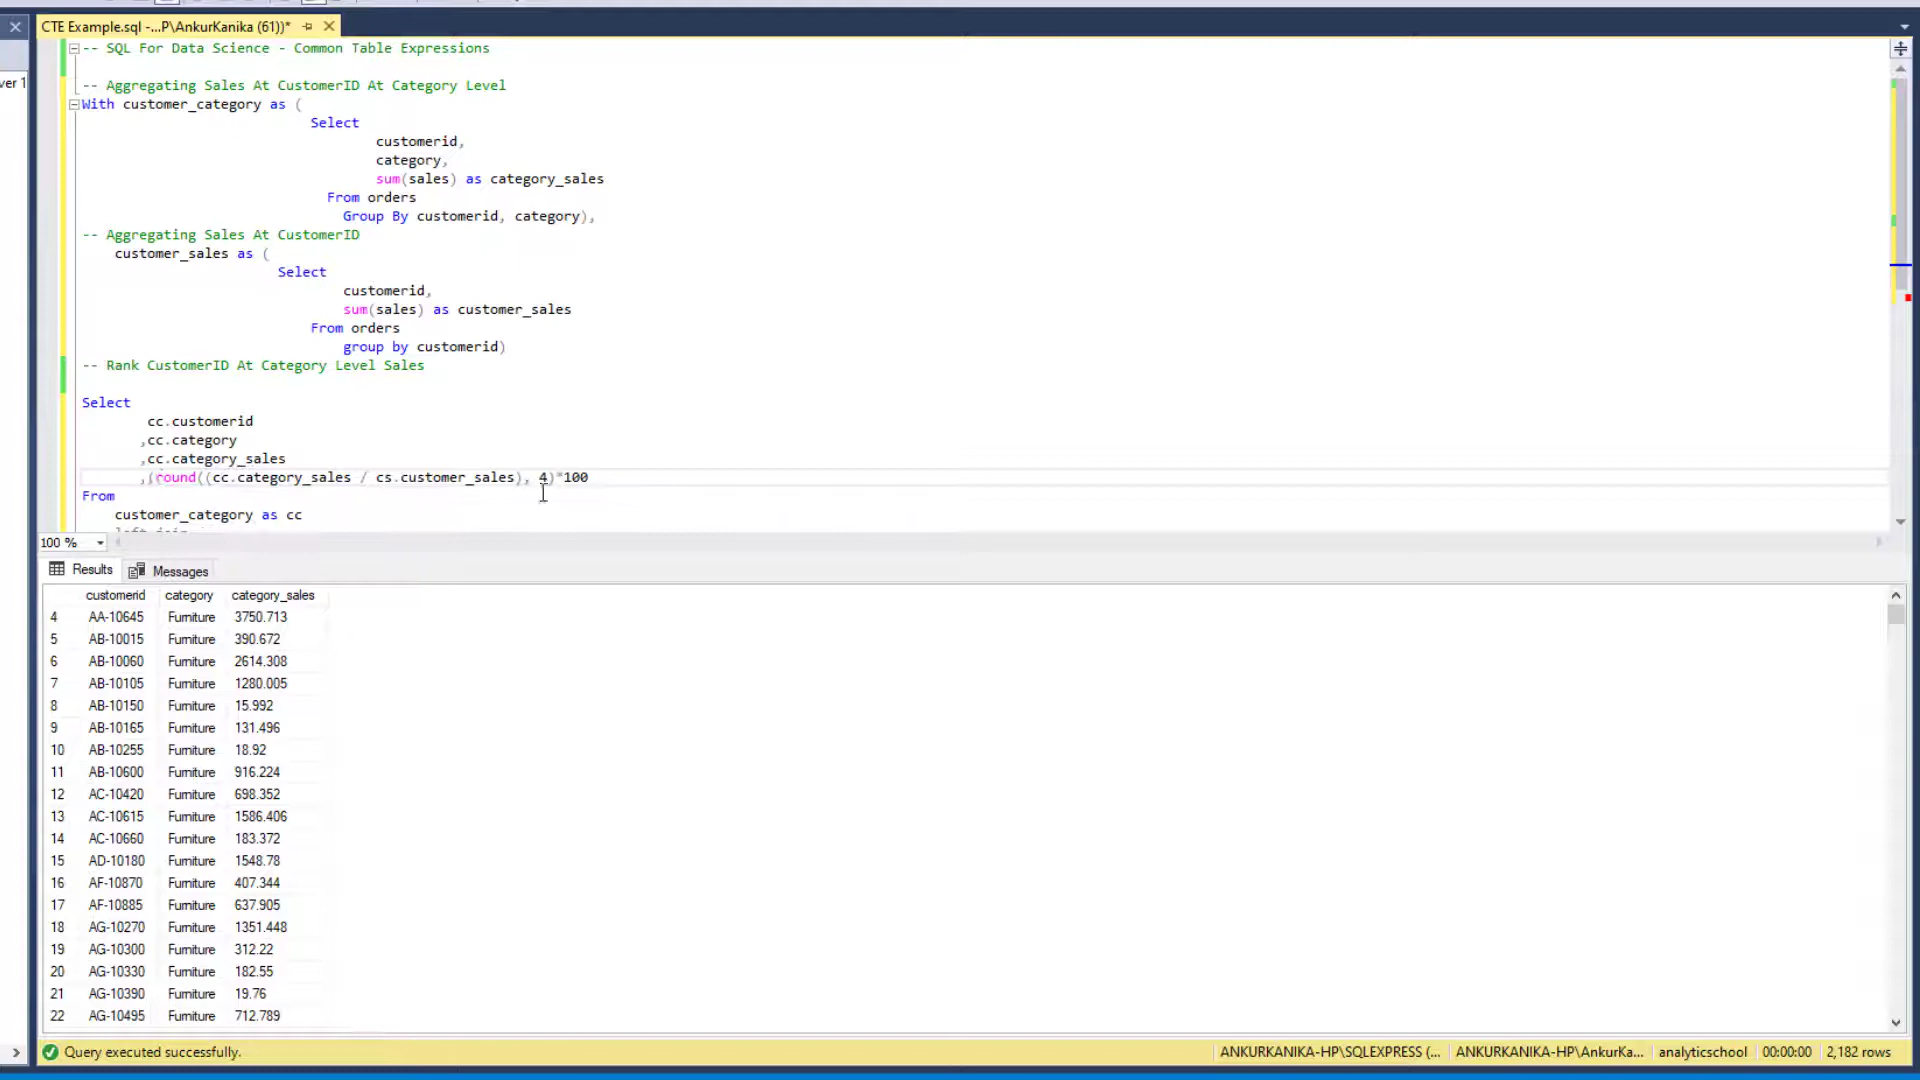 CTE Example.sql -...P\AnkurKanika (61))*
ver 1
-- SQL For Data Science - Common Table Expressions
-- Aggregating Sales At CustomerID At Category Level
With customer_category as (
Select
customerid,
category,
sum(sales) as category_sales
From orders
Group By customerid, category),
-- Aggregating Sales At CustomerID
customer_sales as (
Select
customerid,
sum(sales) as customer_sales
From orders
group by customerid)
-- Rank CustomerID At Category Level Sales
Select
cc.customerid
,cc.category
,cc.category_sales
,(round((cc.category_sales / cs.customer_sales), 4)*100
From
customer_category as cc
left join
100 %
Results Messages
customerid category category_sales
4 AA-10645 Furniture 3750.713
5 AB-10015 Furniture 390.672
6 AB-10060 Furniture 2614.308
7 AB-10105 Furniture 1280.005
8 AB-10150 Furniture 15.992
9 AB-10165 Furniture 131.496
10 AB-10255 Furniture 18.92
11 AB-10600 Furniture 916.224
12 AC-10420 Furniture 698.352
13 AC-10615 Furniture 1586.406
14 AC-10660 Furniture 183.372
15 AD-10180 Furniture 1548.78
16 AF-10870 Furniture 407.344
17 AF-10885 Furniture 637.905
18 AG-10270 Furniture 1351.448
19 AG-10300 Furniture 312.22
20 AG-10330 Furniture 182.55
21 AG-10390 Furniture 19.76
22 AG-10495 Furniture 712.789
Query executed successfully. ANKURKANIKA-HP\SQLEXPRESS (... ANKURKANIKA-HP\AnkurKa... analyticschool 00:00:00 2,182 rows